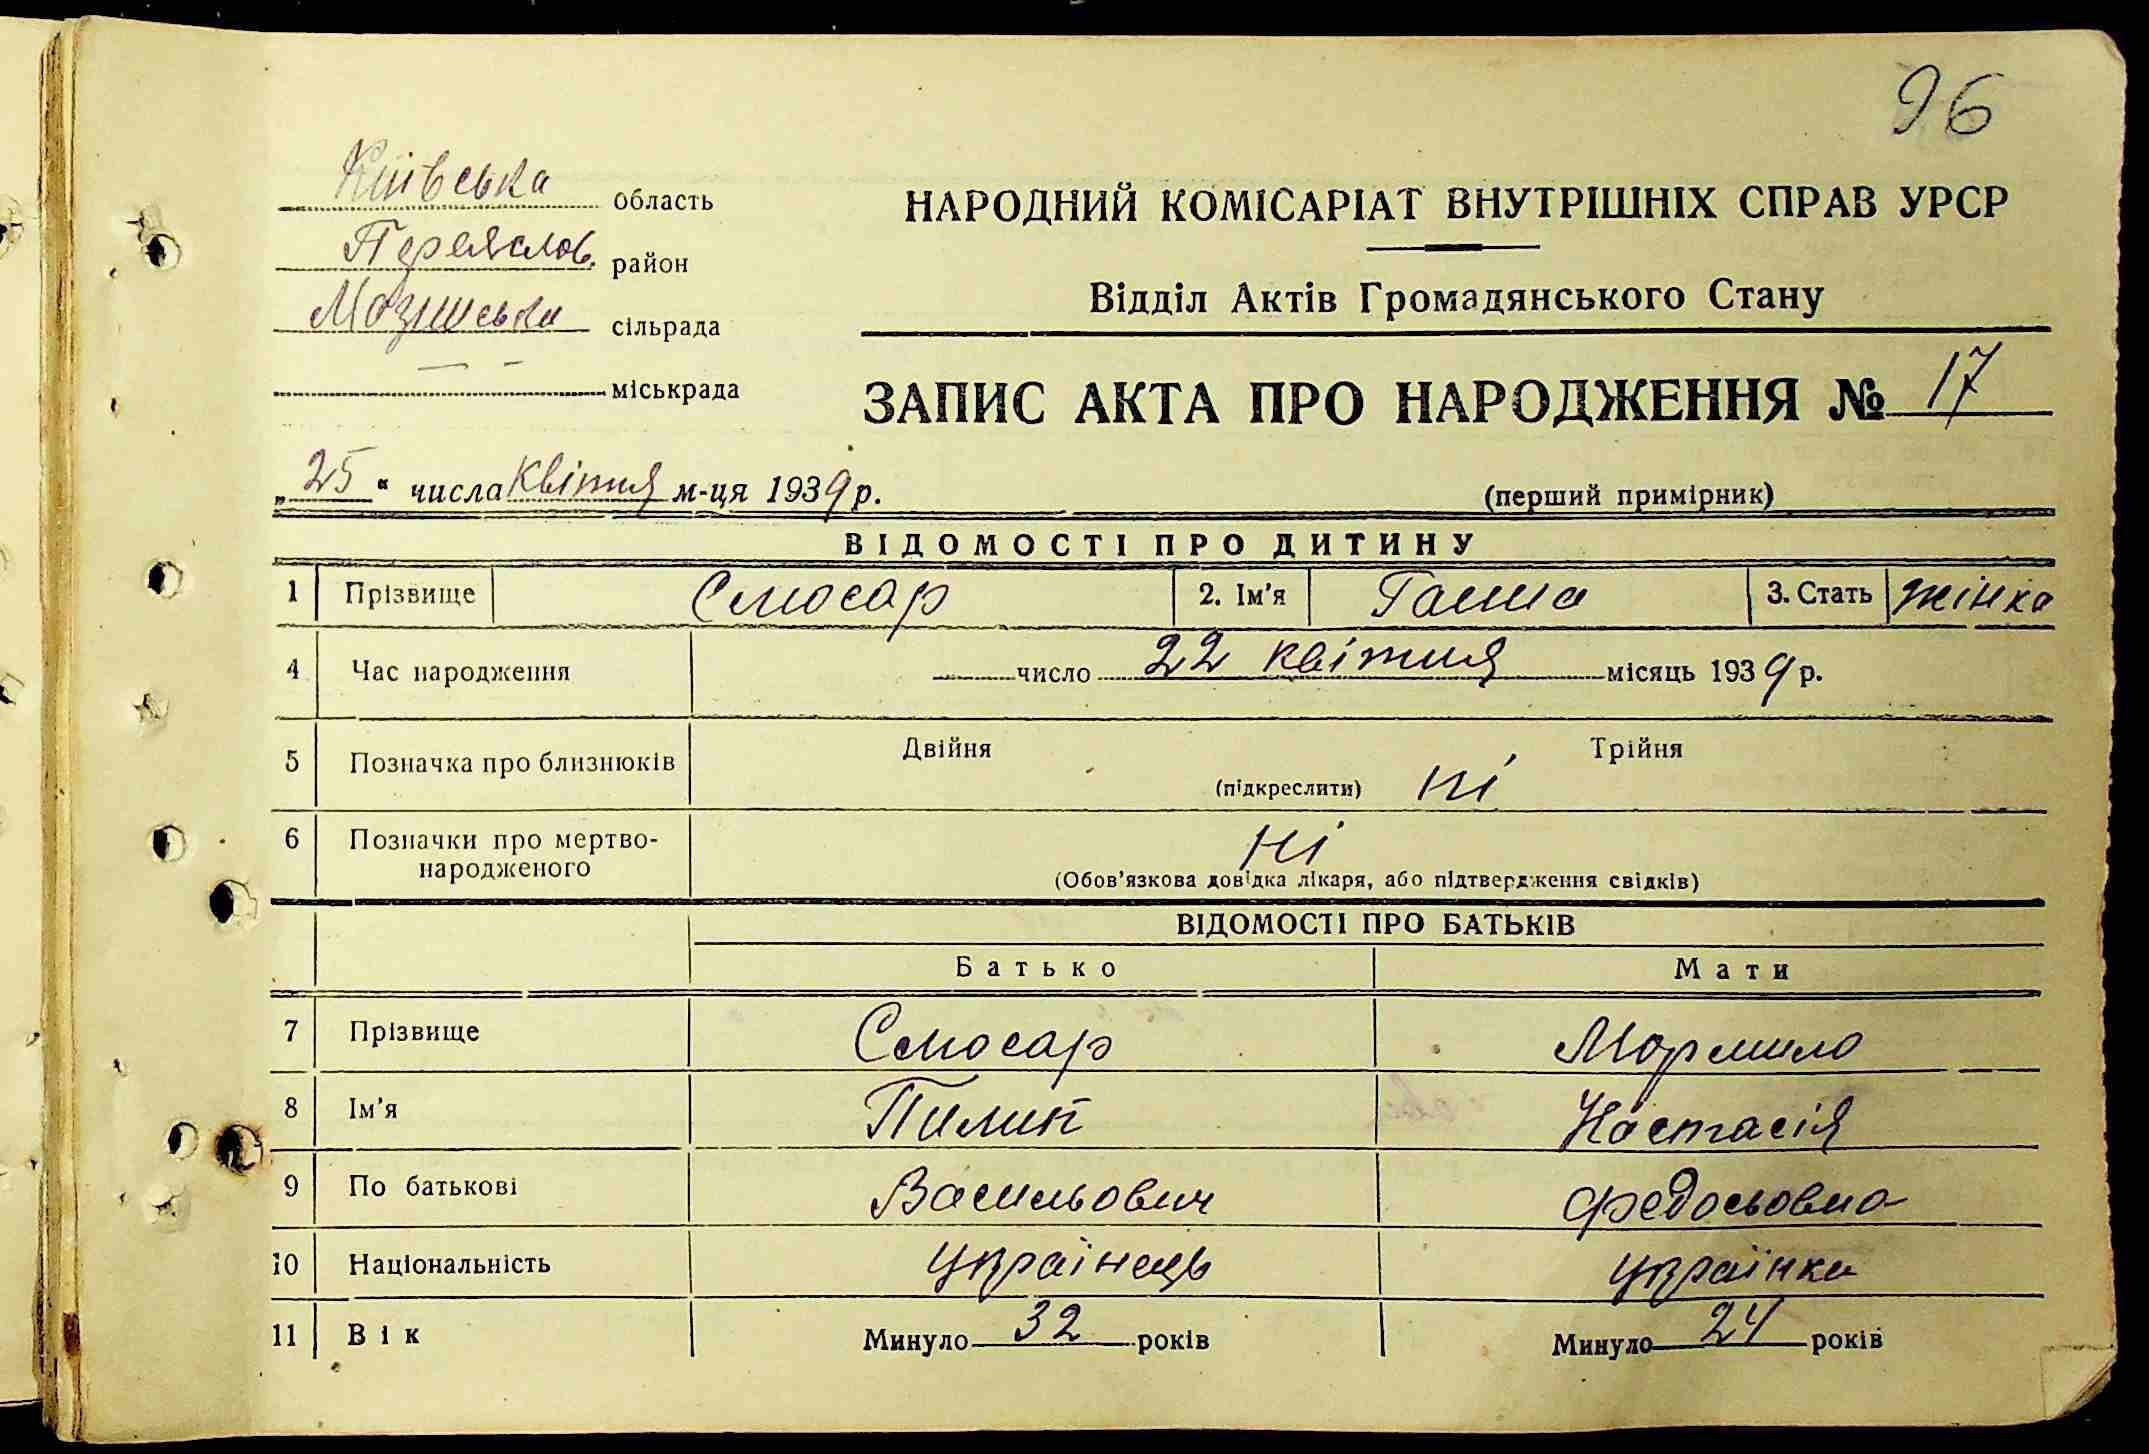 96
Київська область
Переяслов. район
Мазінська сільрада
міськрада
НАРОДНИЙ КОМІСАРІАТ ВНУТРІШНІХ СПРАВ УРСР
Відділ Актів Громадянського Стану
ЗАПИС АКТА ПРО НАРОДЖЕННЯ № 17
„25“ числа квітня м-ця 1939 р.
(перший примірник)
ВІДОМОСТІ ПРО ДИТИНУ
1 Прізвище Слюсар 2. Ім'я Ганна 3. Стать жінка
4 Час народження число 22 квітня місяць 1939 р.
5 Позначка про близнюків Двійня Трійня
(підкреслити) ні
6 Позначки про мертво-
народженого ні
(Обов'язкова довідка лікаря, або підтвердження свідків)
ВІДОМОСТІ ПРО БАТЬКІВ
Батько Мати
7 Прізвище Слюсар Мормило
8 Ім'я Пилип Настасія
9 По батькові Васильович Федосьовна
10 Національність українець українка
11 Вік Минуло 32 років Минуло 24 років